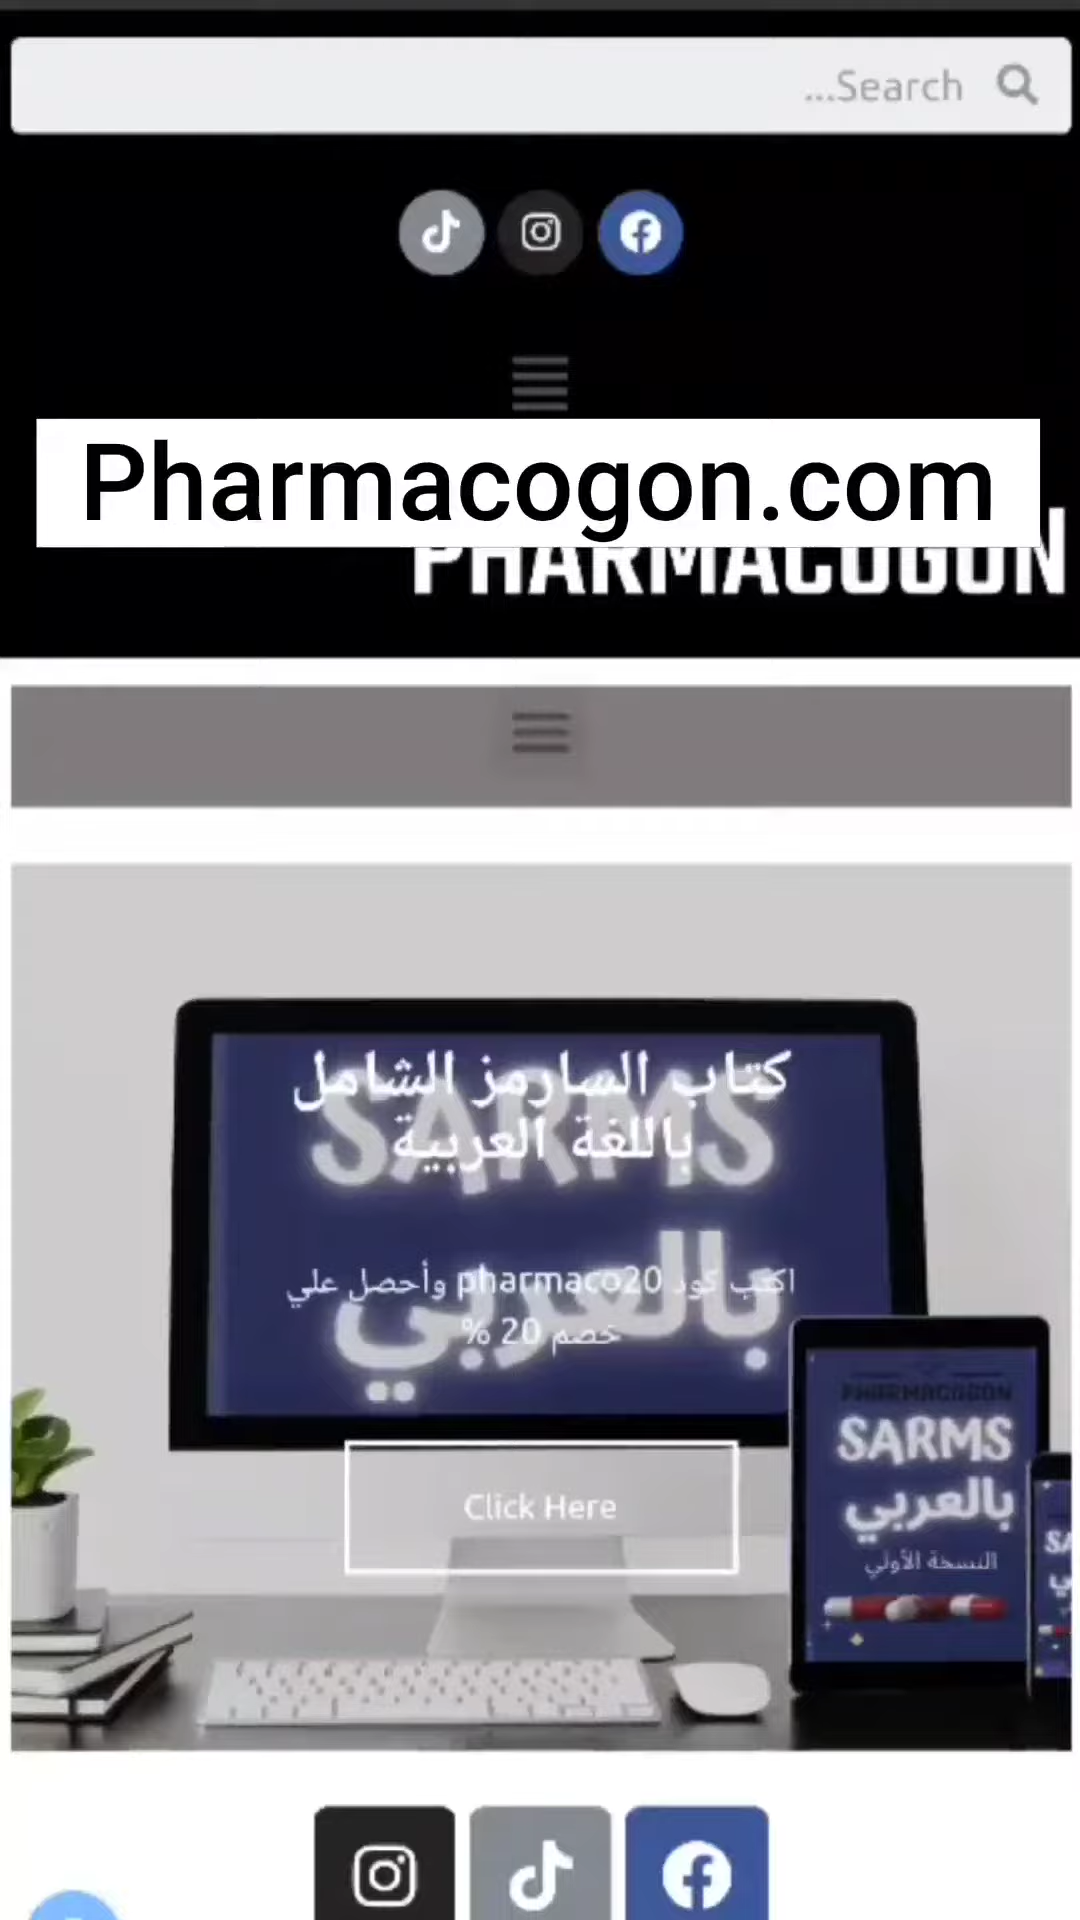 Search...
Pharmacogon.com
PHARMACOGON
كتاب السارمز الشامل
باللغة العربية
SARMS
بالعربي
اكتب كود pharmaco20 وأحصل علي
خصم 20 %
Click Here
PHARMACOGON
SARMS
بالعربي
النسخة الأولي